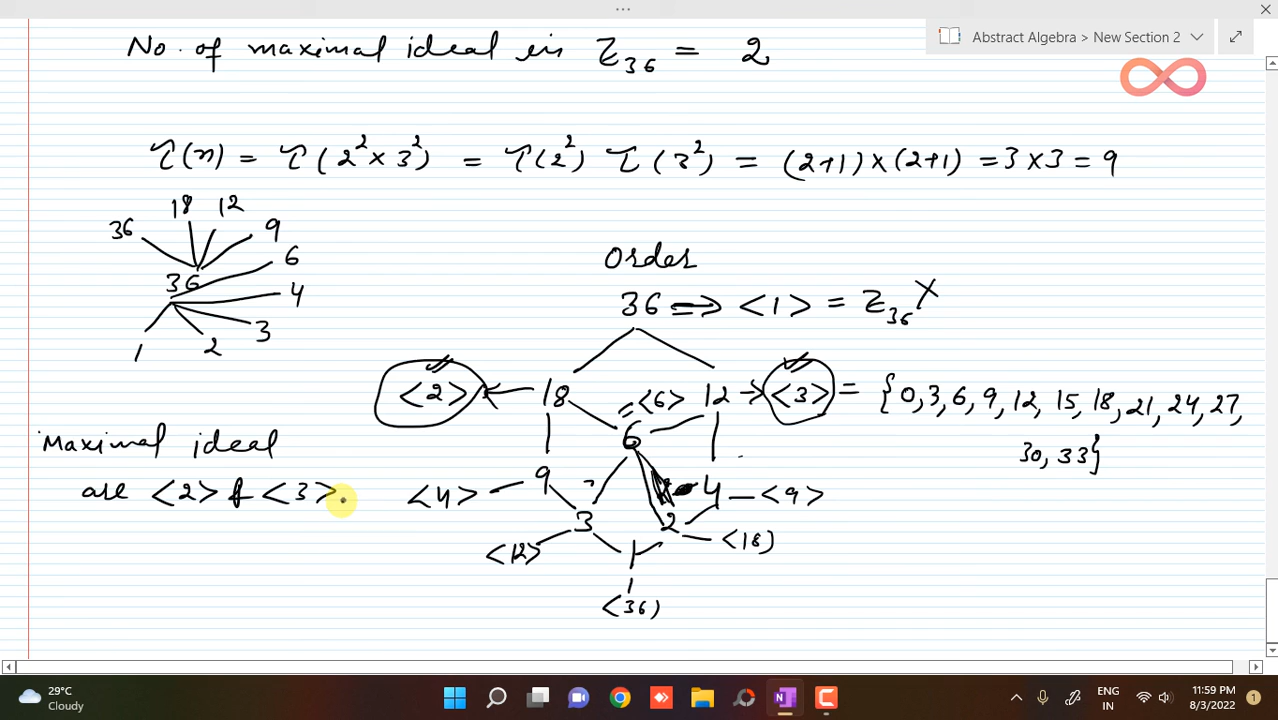 Abstract Algebra > New Section 2
No. of maximal ideal in Z₃₆ = 2
τ(n) = τ(2² × 3²) = τ(2²) τ(3²) = (2+1)×(2+1) = 3×3 = 9
36 18 12 9 6 4 3 2 1
36
Order
36 ⟹ <1> = Z₃₆ X
<2> ← 18 12 → <3> = {0, 3, 6, 9, 12, 15, 18, 21, 24, 27,
30, 33}
6 = <6>
Maximal ideal
are <2> & <3>.
<4> — 9 4 — <9>
<12> 3 2 — <18>
1
<36>
29°C
Cloudy
ENG
IN
11:59 PM
8/3/2022
1